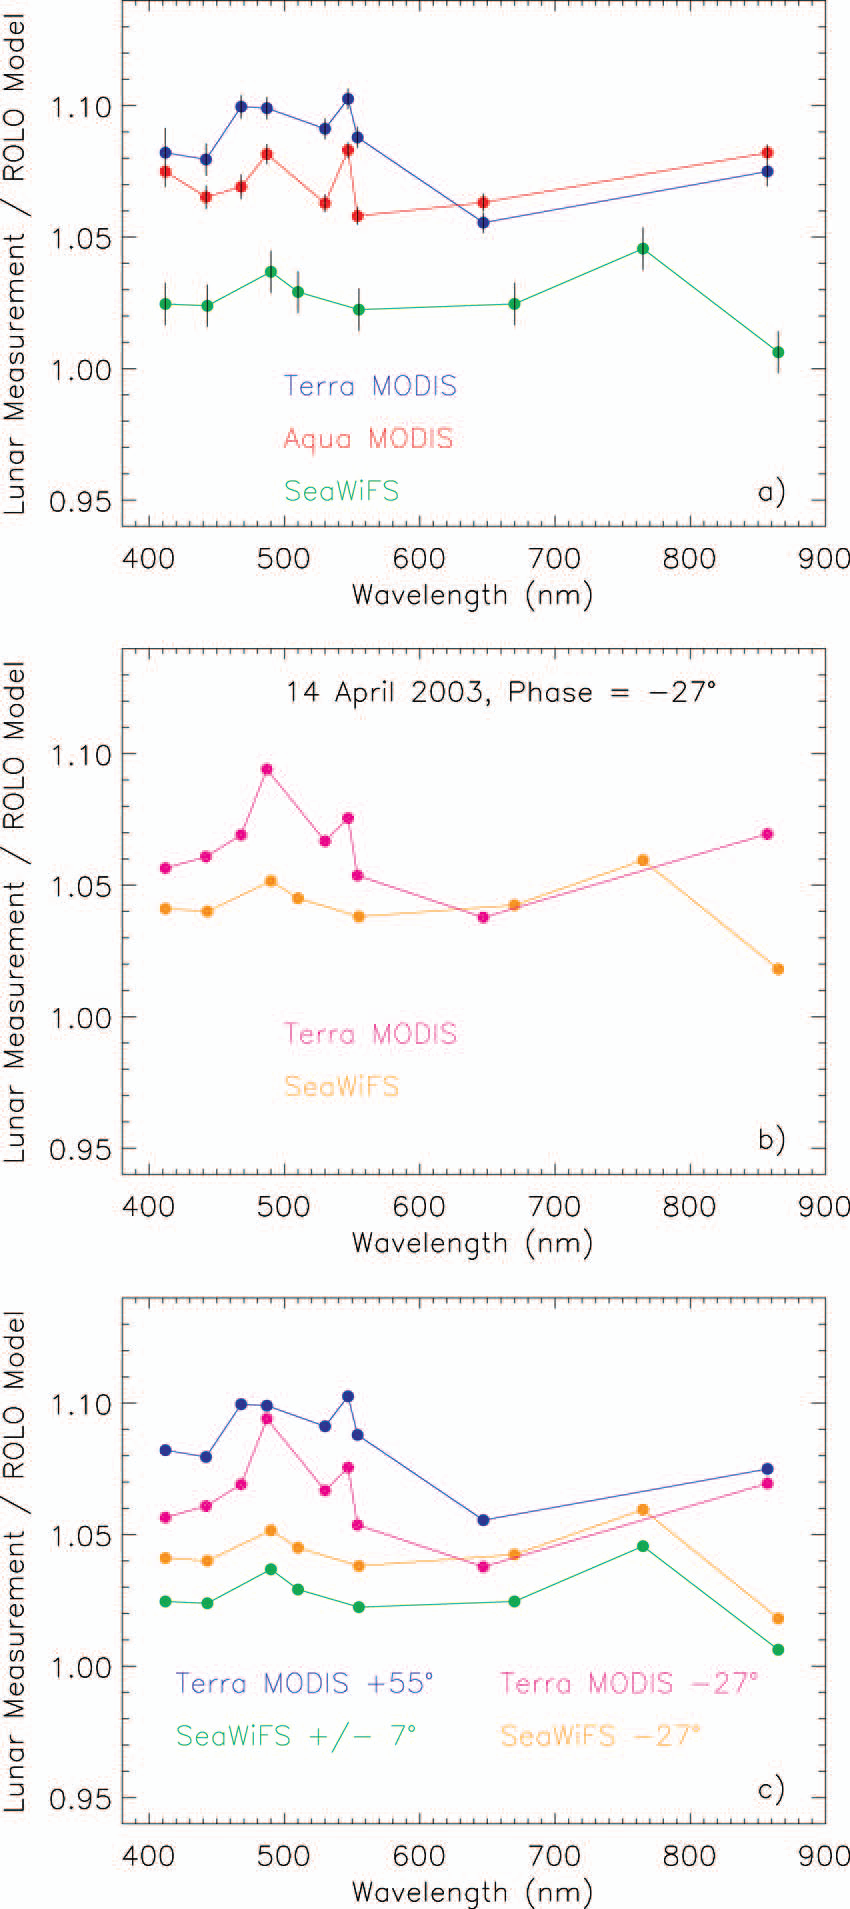 Lunar Measurement / ROLO Model
1.10
1.05
1.00
0.95
Terra MODIS
Aqua MODIS
SeaWiFS
a)
400 500 600 700 800 900
Wavelength (nm)
Lunar Measurement / ROLO Model
14 April 2003, Phase = −27°
1.10
1.05
1.00
0.95
Terra MODIS
SeaWiFS
b)
400 500 600 700 800 900
Wavelength (nm)
Lunar Measurement / ROLO Model
1.10
1.05
1.00
0.95
Terra MODIS +55° Terra MODIS −27°
SeaWiFS +/− 7° SeaWiFS −27°
c)
400 500 600 700 800 900
Wavelength (nm)